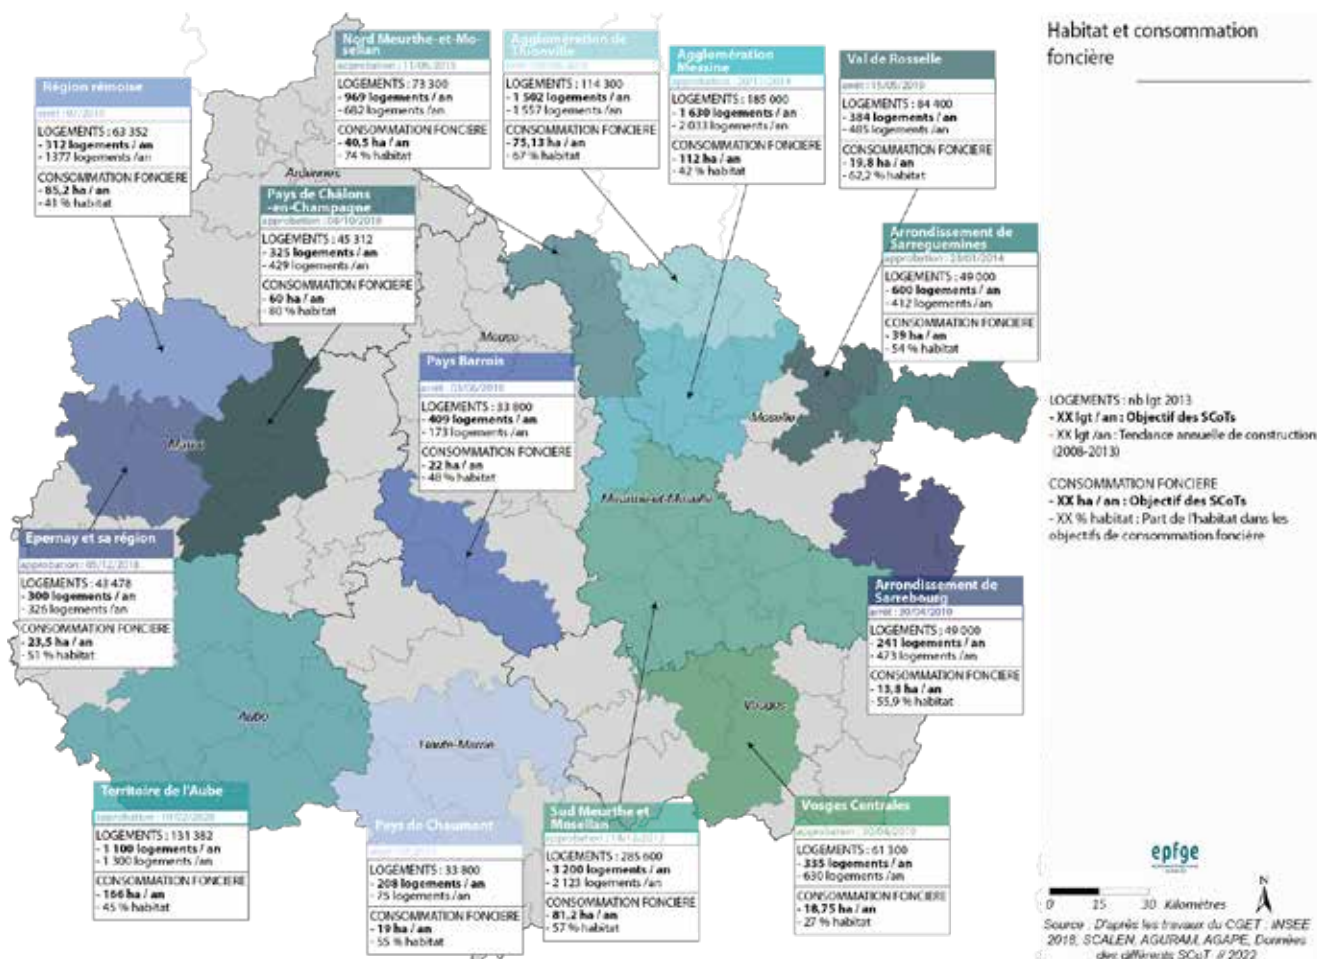 Habitat et consommation
foncière
Région rémoise
LOGEMENTS : 63 352
- 312 logements / an
- 1377 logements /an
CONSOMMATION FONCIERE
- 85,2 ha / an
- 41 % habitat
Nord Meurthe-et-Mo-
sellan
LOGEMENTS : 73 300
- 969 logements / an
- 682 logements /an
CONSOMMATION FONCIERE
- 40,5 ha / an
- 74 % habitat
Agglomération de
Thionville
LOGEMENTS : 114 300
- 1 502 logements / an
- 1 557 logements /an
CONSOMMATION FONCIERE
- 75,13 ha / an
- 67 % habitat
Agglomération
Messine
LOGEMENTS : 185 000
- 1 630 logements / an
- 2 033 logements /an
CONSOMMATION FONCIERE
- 112 ha / an
- 42 % habitat
Val de Rosselle
LOGEMENTS : 84 400
- 384 logements / an
- 485 logements /an
CONSOMMATION FONCIERE
- 19,8 ha / an
- 62,2 % habitat
Ardennes
Pays de Châlons
-en-Champagne
approbation : 08/10/2019
LOGEMENTS : 45 312
- 325 logements / an
- 429 logements /an
CONSOMMATION FONCIERE
- 60 ha / an
- 80 % habitat
Arrondissement de
Sarreguemines
LOGEMENTS : 49 000
- 600 logements / an
- 412 logements /an
CONSOMMATION FONCIERE
- 39 ha / an
- 54 % habitat
Meuse
Pays Barrois
LOGEMENTS : 33 800
- 409 logements / an
- 173 logements /an
CONSOMMATION FONCIERE
- 22 ha / an
- 48 % habitat
Moselle
Marne
Meurthe-et-Moselle
LOGEMENTS : nb lgt 2013
- XX lgt / an : Objectif des SCoTs
- XX lgt /an : Tendance annuelle de construction
(2008-2013)
CONSOMMATION FONCIERE
- XX ha / an : Objectif des SCoTs
- XX % habitat : Part de l'habitat dans les
objectifs de consommation foncière
Epernay et sa région
approbation : 05/12/2018
LOGEMENTS : 43 478
- 300 logements / an
- 326 logements /an
CONSOMMATION FONCIERE
- 23,5 ha / an
- 51 % habitat
Arrondissement de
Sarrebourg
LOGEMENTS : 49 000
- 241 logements / an
- 473 logements /an
CONSOMMATION FONCIERE
- 13,8 ha / an
- 55,9 % habitat
Aube
Haute-Marne
Vosges
Territoire de l'Aube
approbation : 10/02/2020
LOGEMENTS : 131 382
- 1 100 logements / an
- 1 300 logements /an
CONSOMMATION FONCIERE
- 166 ha / an
- 45 % habitat
Pays de Chaumont
LOGEMENTS : 33 800
- 208 logements / an
- 75 logements /an
CONSOMMATION FONCIERE
- 19 ha / an
- 55 % habitat
Sud Meurthe et
Mosellan
LOGEMENTS : 285 600
- 3 200 logements / an
- 2 123 logements /an
CONSOMMATION FONCIERE
- 81,2 ha / an
- 57 % habitat
Vosges Centrales
LOGEMENTS : 61 300
- 335 logements / an
- 630 logements /an
CONSOMMATION FONCIERE
- 18,75 ha / an
- 27 % habitat
epfge
N
0 15 30 Kilomètres
Source : D'après les travaux du CGET : INSEE
2018, SCALEN, AGURAM, AGAPE, Données
des différents SCoT // 2022